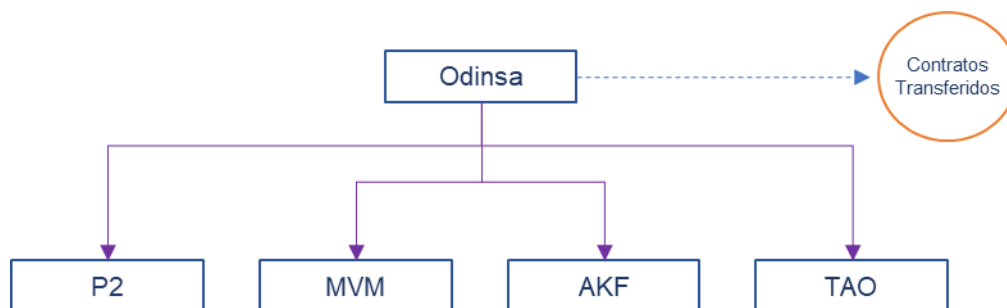 Odinsa
Contratos
Transferidos
P2
MVM
AKF
TAO